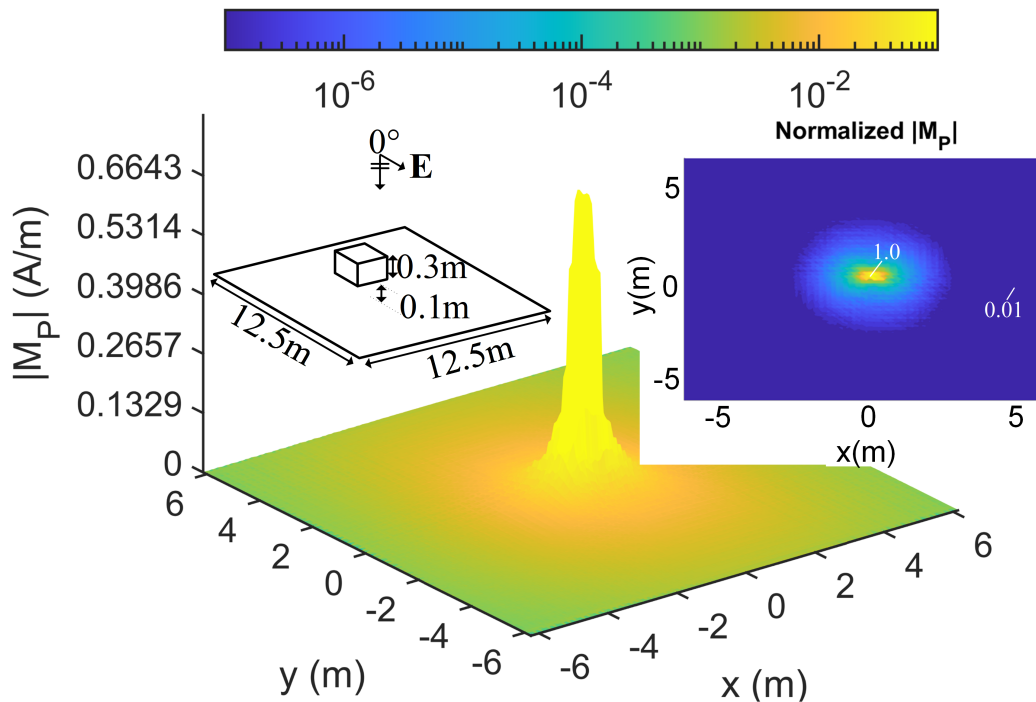 10^-6
10^-4
10^-2
Normalized |M_P|
0°
E
0.6643
0.5314
0.3986
0.2657
0.1329
0
|M_P| (A/m)
0.3m
0.1m
12.5m
12.5m
5
0
-5
y(m)
1.0
0.01
-5
0
5
x(m)
6
4
2
0
-2
-4
-6
y (m)
-6
-4
-2
0
2
4
6
x (m)